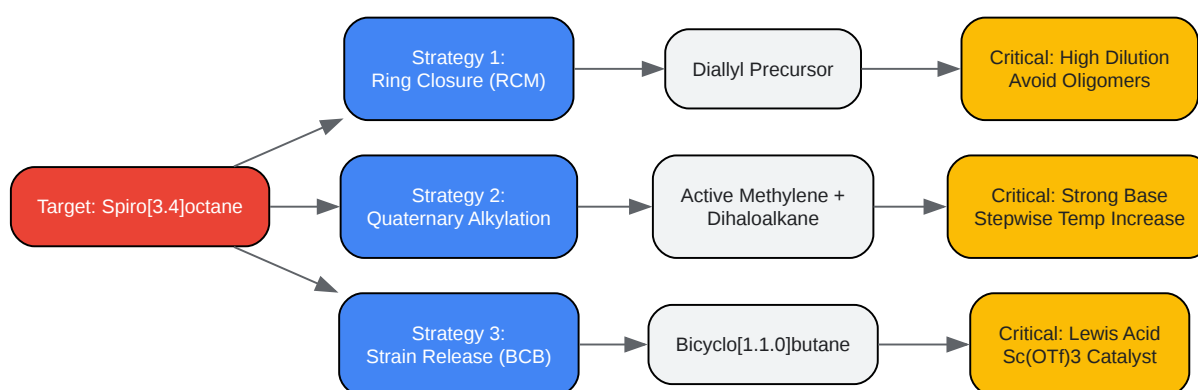 Target: Spiro[3.4]octane
Strategy 1:
Ring Closure (RCM)
Diallyl Precursor
Critical: High Dilution
Avoid Oligomers
Strategy 2:
Quaternary Alkylation
Active Methylene +
Dihaloalkane
Critical: Strong Base
Stepwise Temp Increase
Strategy 3:
Strain Release (BCB)
Bicyclo[1.1.0]butane
Critical: Lewis Acid
Sc(OTf)3 Catalyst